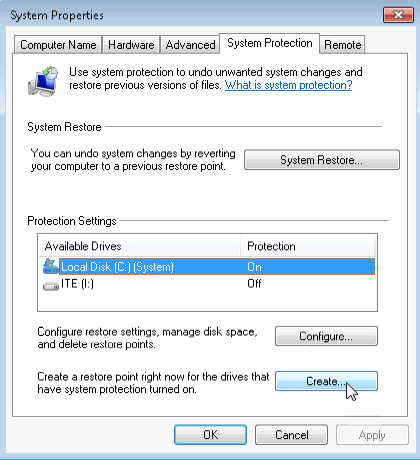 System Properties
Computer Name Hardware Advanced System Protection Remote
Use system protection to undo unwanted system changes and
restore previous versions of files. What is system protection?
System Restore
You can undo system changes by reverting
your computer to a previous restore point.
System Restore...
Protection Settings
Available Drives Protection
Local Disk (C:) (System) On
ITE (I:) Off
Configure restore settings, manage disk space,
and delete restore points.
Configure...
Create a restore point right now for the drives that
have system protection turned on.
Create...
OK Cancel Apply